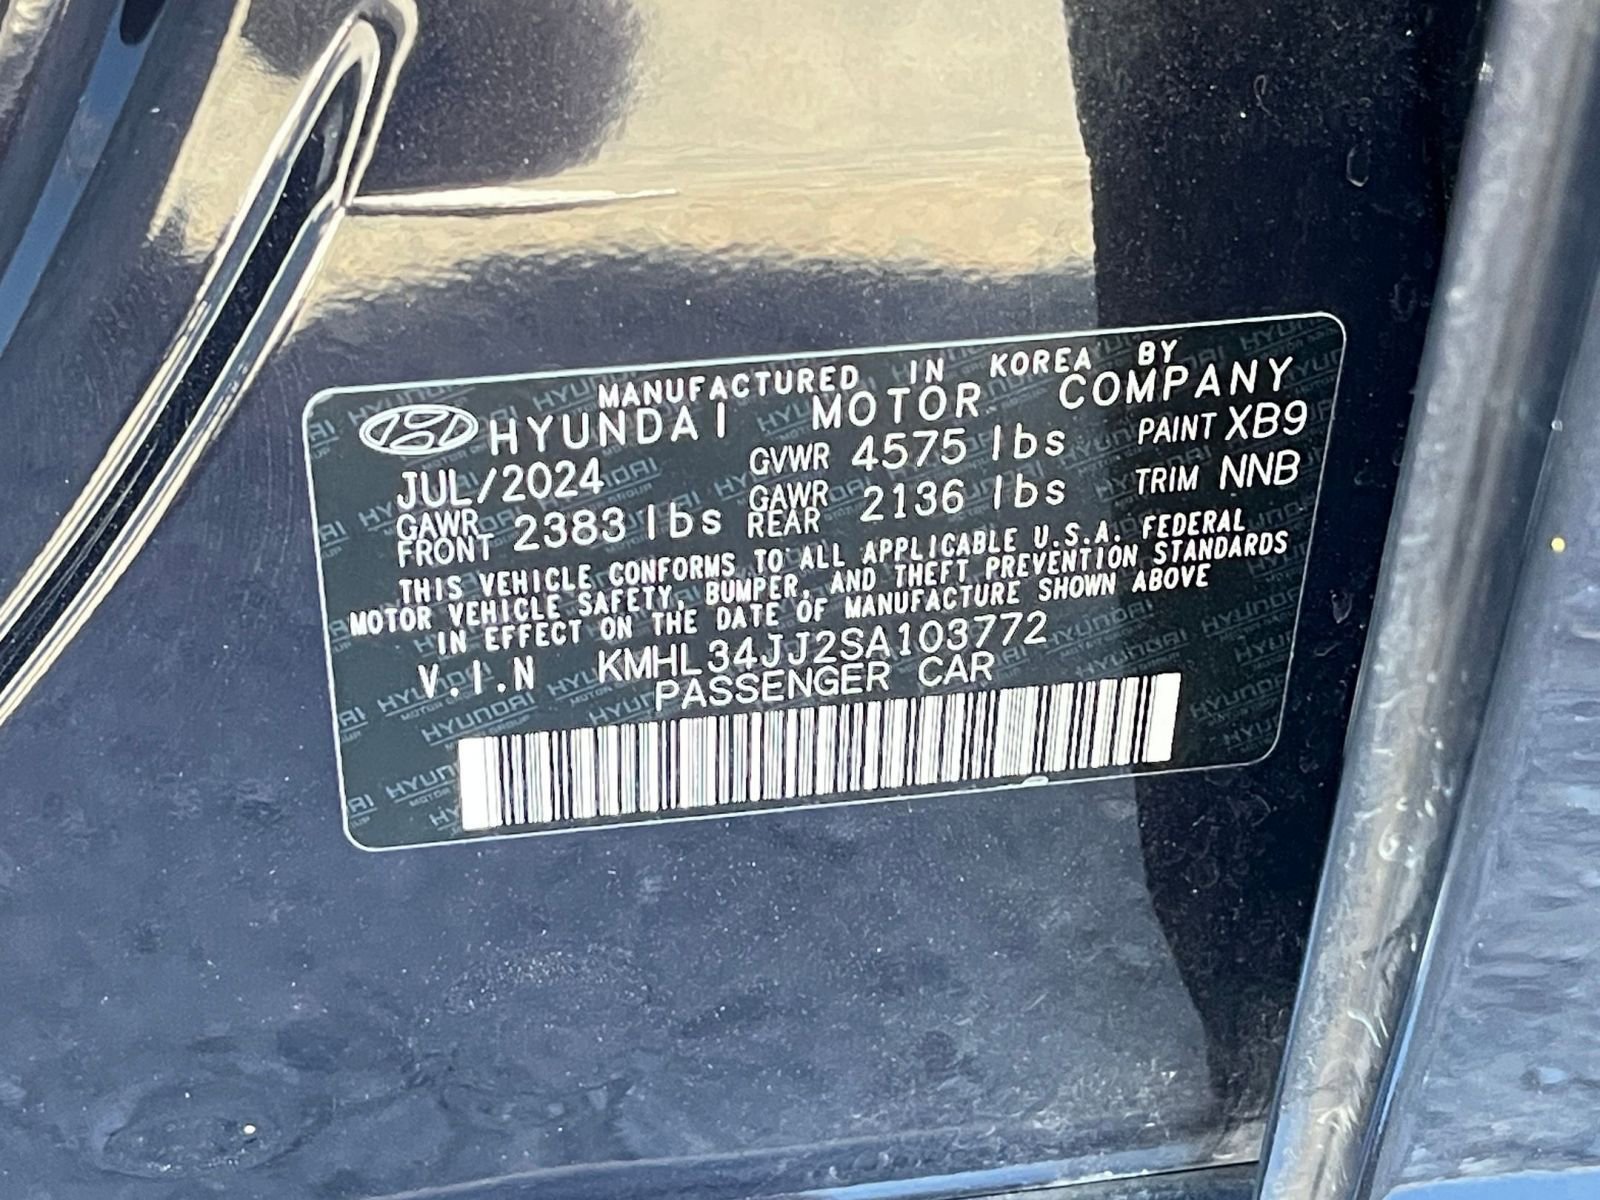 MANUFACTURED IN KOREA BY
HYUNDAI MOTOR COMPANY
JUL/2024 GVWR 4575 lbs PAINT XB9
GAWR FRONT 2383 lbs GAWR REAR 2136 lbs TRIM NNB
THIS VEHICLE CONFORMS TO ALL APPLICABLE U.S.A. FEDERAL
MOTOR VEHICLE SAFETY, BUMPER, AND THEFT PREVENTION STANDARDS
IN EFFECT ON THE DATE OF MANUFACTURE SHOWN ABOVE
V.I.N KMHL34JJ2SA103772
PASSENGER CAR